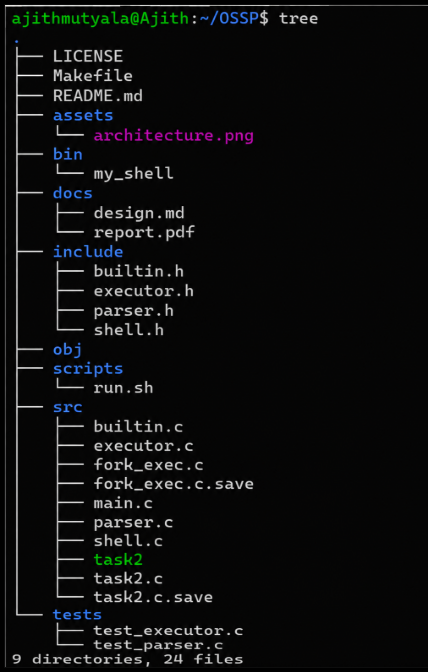 ajithmutyala@Ajith:~/OSSP$ tree
.
├── LICENSE
├── Makefile
├── README.md
├── assets
│   └── architecture.png
├── bin
│   └── my_shell
├── docs
│   ├── design.md
│   └── report.pdf
├── include
│   ├── builtin.h
│   ├── executor.h
│   ├── parser.h
│   └── shell.h
├── obj
├── scripts
│   └── run.sh
├── src
│   ├── builtin.c
│   ├── executor.c
│   ├── fork_exec.c
│   ├── fork_exec.c.save
│   ├── main.c
│   ├── parser.c
│   ├── shell.c
│   ├── task2
│   ├── task2.c
│   └── task2.c.save
└── tests
    ├── test_executor.c
    └── test_parser.c
9 directories, 24 files